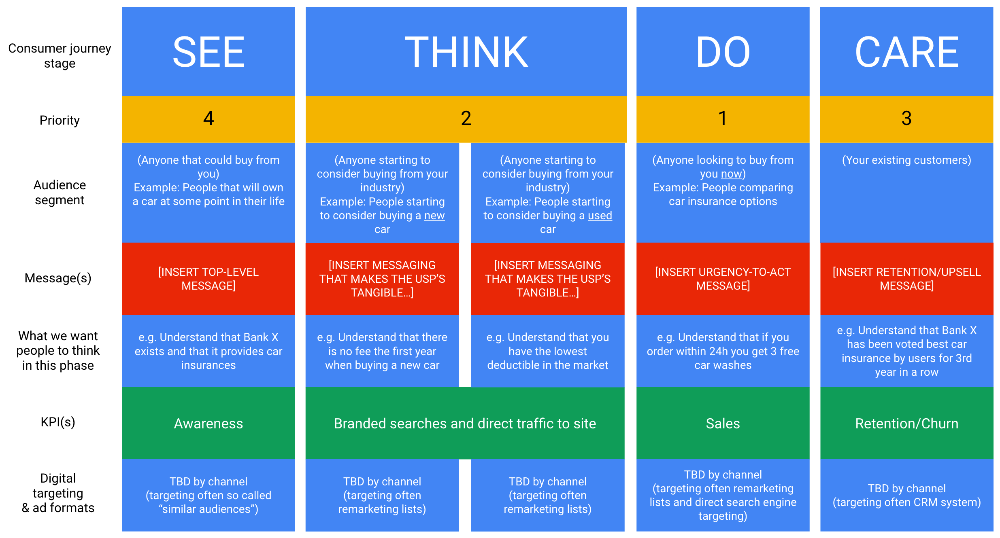 Consumer journey
stage
SEE
THINK
DO
CARE
Priority
4
2
1
3
Audience
segment
(Anyone that could buy from
you)
Example: People that will own
a car at some point in their life
(Anyone starting to
consider buying from your
industry)
Example: People starting
to consider buying a new
car
(Anyone starting to
consider buying from your
industry)
Example: People starting
to consider buying a used
car
(Anyone looking to buy from
you now)
Example: People comparing
car insurance options
(Your existing customers)
Message(s)
[INSERT TOP-LEVEL
MESSAGE]
[INSERT MESSAGING
THAT MAKES THE USP’S
TANGIBLE…]
[INSERT MESSAGING
THAT MAKES THE USP’S
TANGIBLE…]
[INSERT URGENCY-TO-ACT
MESSAGE]
[INSERT RETENTION/UPSELL
MESSAGE]
What we want
people to think
in this phase
e.g. Understand that Bank X
exists and that it provides car
insurances
e.g. Understand that there
is no fee the first year
when buying a new car
e.g. Understand that you
have the lowest
deductible in the market
e.g. Understand that if you
order within 24h you get 3 free
car washes
e.g. Understand that Bank X
has been voted best car
insurance by users for 3rd
year in a row
KPI(s)
Awareness
Branded searches and direct traffic to site
Sales
Retention/Churn
Digital
targeting
& ad formats
TBD by channel
(targeting often so called
“similar audiences”)
TBD by channel
(targeting often
remarketing lists)
TBD by channel
(targeting often
remarketing lists)
TBD by channel
(targeting often remarketing
lists and direct search engine
targeting)
TBD by channel
(targeting often CRM system)